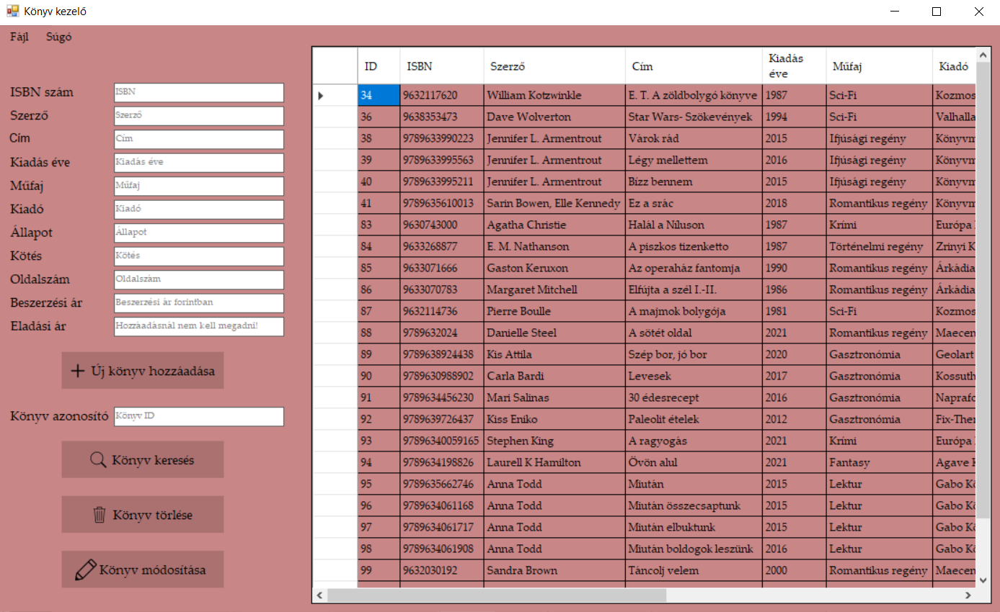 Könyv kezelő
Fájl Súgó
ISBN szám ISBN
Szerző Szerző
Cím Cím
Kiadás éve Kiadás éve
Műfaj Műfaj
Kiadó Kiadó
Állapot Állapot
Kötés Kötés
Oldalszám Oldalszám
Beszerzési ár Beszerzési ár forintban
Eladási ár Hozzáadásnál nem kell megadni!
Új könyv hozzáadása
Könyv azonosító Könyv ID
Könyv keresés
Könyv törlése
Könyv módosítása
ID ISBN Szerző Cím Kiadás éve Műfaj Kiadó
34 9632117620 William Kotzwinkle E. T. A zöldbolygó könyve 1987 Sci-Fi Kozmos
36 9638353473 Dave Wolverton Star Wars- Szökevények 1994 Sci-Fi Valhalla
38 9789633990223 Jennifer L. Armentrout Várok rád 2015 Ifjúsági regény Könyvm
39 9789633995563 Jennifer L. Armentrout Légy mellettem 2016 Ifjúsági regény Könyvm
40 9789633995211 Jennifer L. Armentrout Bízz bennem 2015 Ifjúsági regény Könyvm
41 9789635610013 Sarin Bowen, Elle Kennedy Ez a srác 2018 Romantikus regény Könyvm
83 9630743000 Agatha Christie Halál a Níluson 1987 Krimi Európa
84 9633268877 E. M. Nathanson A piszkos tizenketto 1987 Történelmi regény Zrinyi K
85 9633071666 Gaston Keruxon Az operaház fantomja 1990 Romantikus regény Árkádia
86 9633070783 Margaret Mitchell Elfújta a szél I.-II. 1986 Romantikus regény Árkádia
87 9632114736 Pierre Boulle A majmok bolygója 1981 Sci-Fi Kozmos
88 9789632024 Danielle Steel A sötét oldal 2021 Romantikus regény Maecen
89 9789638924438 Kis Attila Szép bor, jó bor 2020 Gasztronómia Geolart
90 9789630988902 Carla Bardi Levesek 2017 Gasztronómia Kossuth
91 9789634456230 Mari Salinas 30 édesrecept 2016 Gasztronómia Naprafo
92 9789639726437 Kiss Eniko Paleolit ételek 2012 Gasztronómia Fix-Ther
93 97896340059165 Stephen King A ragyogás 2021 Krími Európa
94 9789634198826 Laurell K Hamilton Övön alul 2021 Fantasy Agave K
95 9789635662746 Anna Todd Miután 2015 Lektur Gabo Kö
96 9789634061168 Anna Todd Miután összecsaptunk 2015 Lektur Gabo Kö
97 9789634061717 Anna Todd Miután elbuktunk 2015 Lektur Gabo Kö
98 9789634061908 Anna Todd Miután boldogok leszünk 2016 Lektur Gabo Kö
99 9632030192 Sandra Brown Táncolj velem 2000 Romantikus regény Maecen